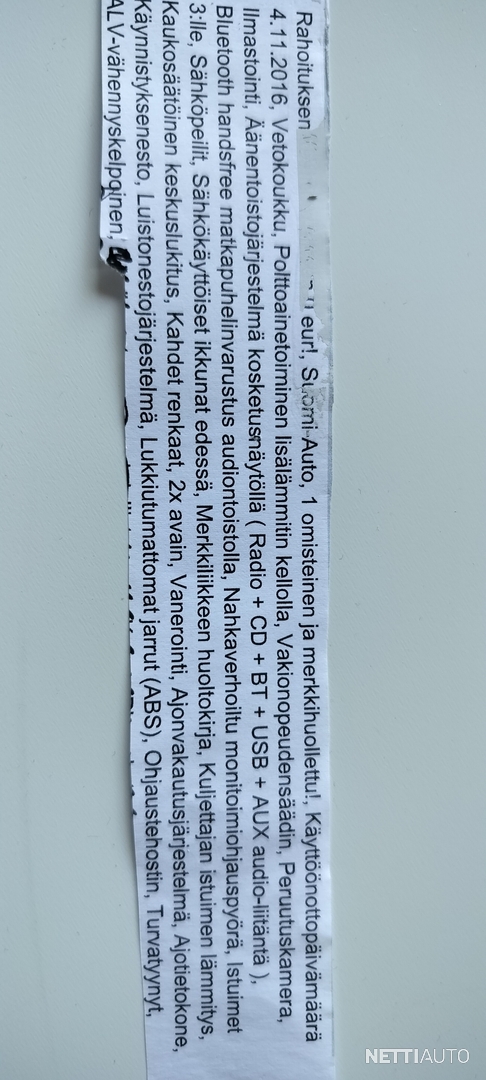 Rahoituksen eur!, Suomi-Auto, 1 omisteinen ja merkkihuollettu!, Käyttöönottopäivämäärä
4.11.2016, Vetokoukku, Polttoainetoiminen lisälämmitin kellolla, Vakionopeudensäädin, Peruutuskamera,
Ilmastointi, Äänentoistojärjestelmä kosketusnäytöllä ( Radio + CD + BT + USB + AUX audio-liitäntä ),
Bluetooth handsfree matkapuhelinvarustus audiontoistolla, Nahkaverhoiltu monitoimiohjauspyörä, Istuimet
3:lle, Sähköpeilit, Sähkökäyttöiset ikkunat edessä, Merkkiliikkeen huoltokirja, Kuljettajan istuimen lämmitys,
Kaukosäätöinen keskuslukitus, Kahdet renkaat, 2x avain, Vanerointi, Ajonvakautusjärjestelmä, Ajotietokone,
Käynnistyksenesto, Luistonestojärjestelmä, Lukkiutumattomat jarrut (ABS), Ohjaustehostin, Turvatyynyt,
ALV-vähennyskelpoinen,
NETTIAUTO